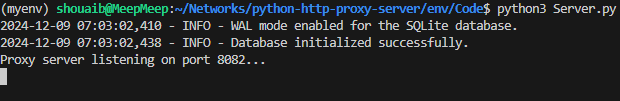 (myenv) shouaib@MeepMeep:~/Networks/python-http-proxy-server/env/Code$ python3 Server.py
2024-12-09 07:03:02,410 - INFO - WAL mode enabled for the SQLite database.
2024-12-09 07:03:02,438 - INFO - Database initialized successfully.
Proxy server listening on port 8082...